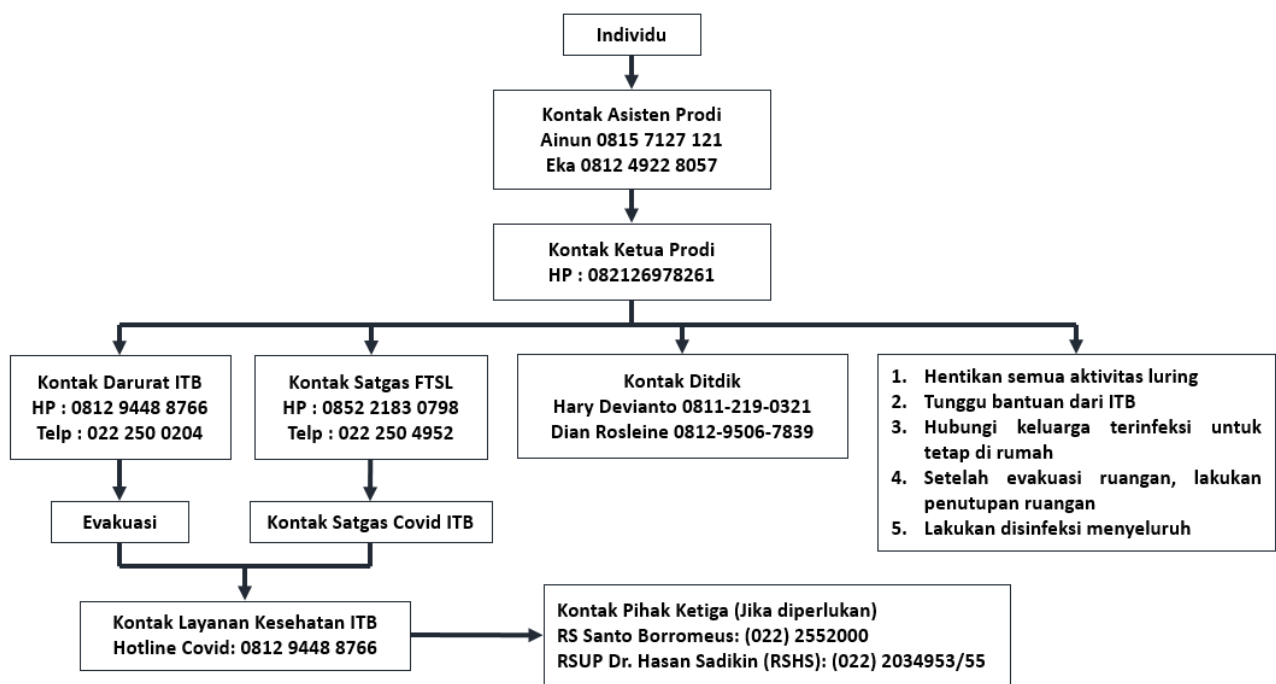 Individu
Kontak Asisten Prodi
Ainun 0815 7127 121
Eka 0812 4922 8057
Kontak Ketua Prodi
HP : 082126978261
Kontak Darurat ITB
HP : 0812 9448 8766
Telp : 022 250 0204
Kontak Satgas FTSL
HP : 0852 2183 0798
Telp : 022 250 4952
Kontak Ditdik
Hary Devianto 0811-219-0321
Dian Rosleine 0812-9506-7839
1. Hentikan semua aktivitas luring
2. Tunggu bantuan dari ITB
3. Hubungi keluarga terinfeksi untuk
tetap di rumah
4. Setelah evakuasi ruangan, lakukan
penutupan ruangan
5. Lakukan disinfeksi menyeluruh
Evakuasi
Kontak Satgas Covid ITB
Kontak Layanan Kesehatan ITB
Hotline Covid: 0812 9448 8766
Kontak Pihak Ketiga (Jika diperlukan)
RS Santo Borromeus: (022) 2552000
RSUP Dr. Hasan Sadikin (RSHS): (022) 2034953/55